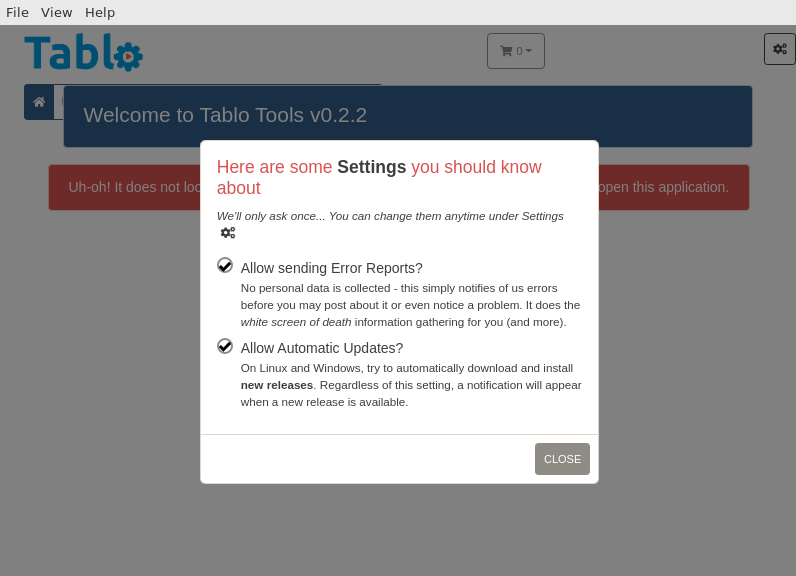 File View Help
Tablo
0
Welcome to Tablo Tools v0.2.2
Uh-oh! It does not open this application.
Here are some Settings you should know
about
We'll only ask once... You can change them anytime under Settings
Allow sending Error Reports?
No personal data is collected - this simply notifies of us errors
before you may post about it or even notice a problem. It does the
white screen of death information gathering for you (and more).
Allow Automatic Updates?
On Linux and Windows, try to automatically download and install
new releases. Regardless of this setting, a notification will appear
when a new release is available.
CLOSE